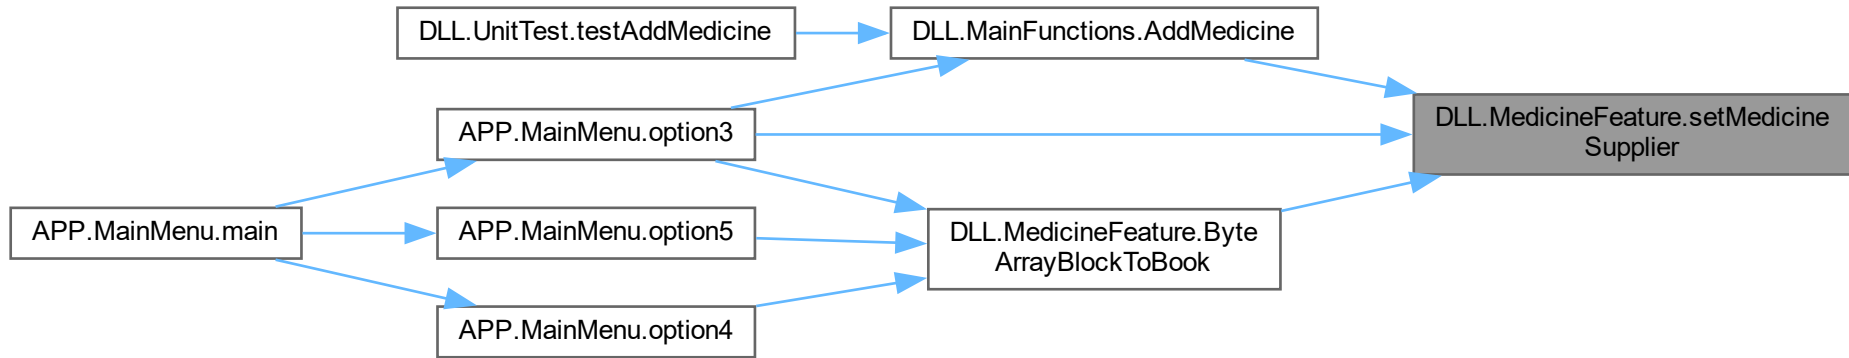 DLL.UnitTest.testAddMedicine
DLL.MainFunctions.AddMedicine
DLL.MedicineFeature.setMedicine
Supplier
APP.MainMenu.option3
APP.MainMenu.main
APP.MainMenu.option5
DLL.MedicineFeature.Byte
ArrayBlockToBook
APP.MainMenu.option4